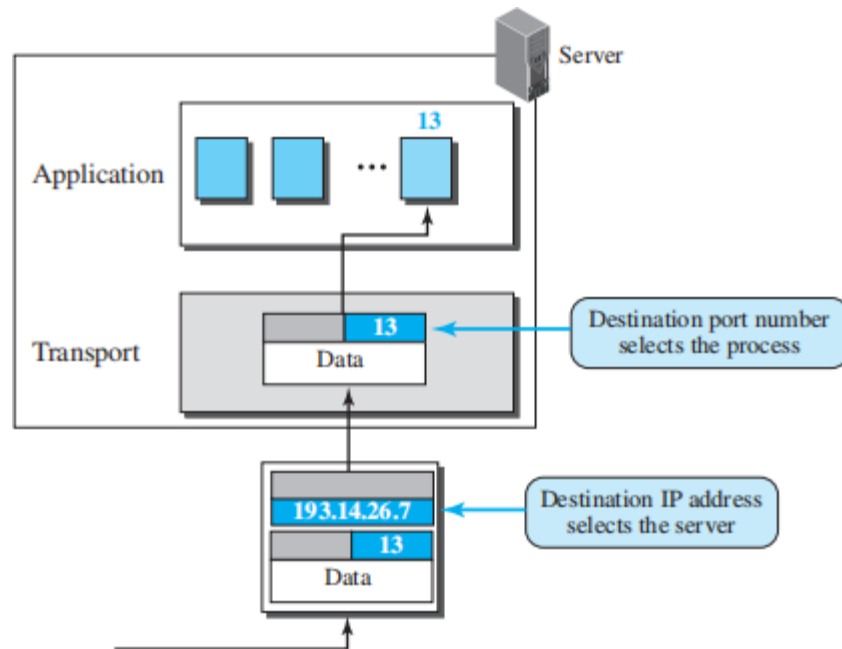 Server
13
Application
...
13
Destination port number
selects the process
Transport
Data
193.14.26.7
Destination IP address
selects the server
13
Data